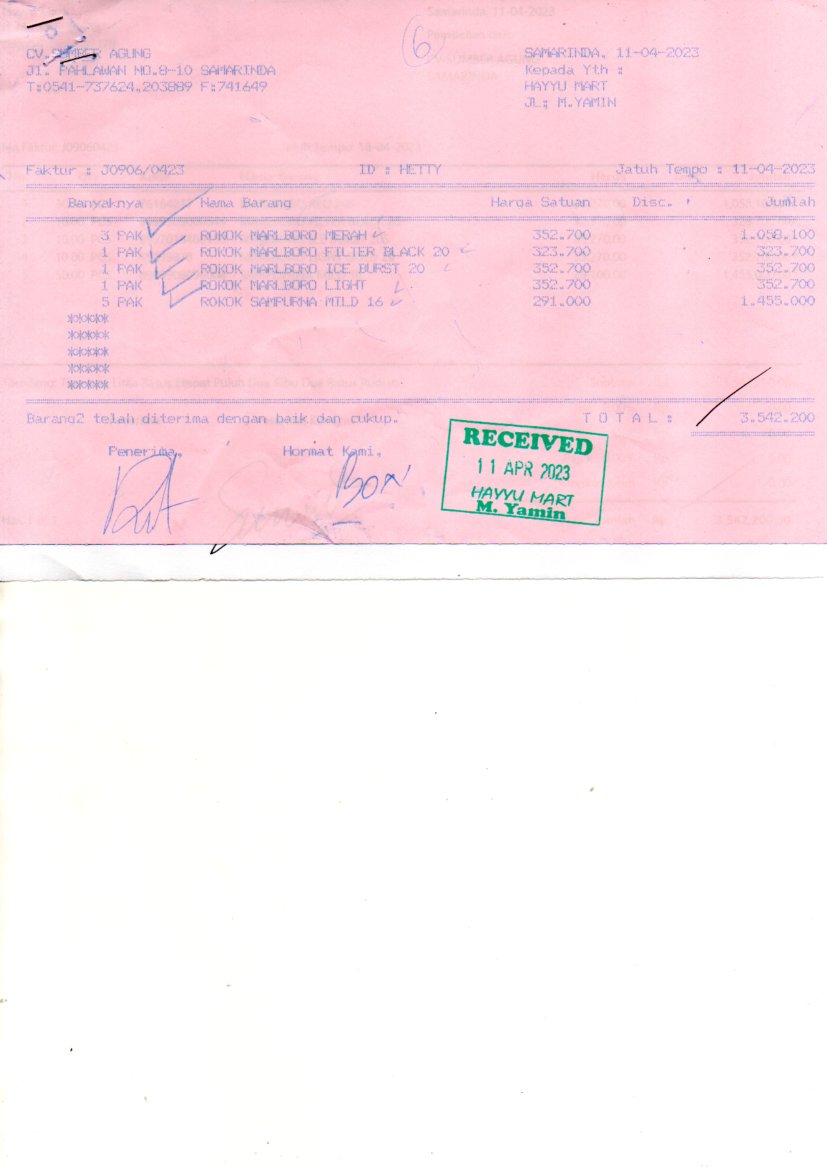 CV.SUMBER AGUNG
Jl. PAHLAWAN NO.8-10 SAMARINDA
T:0541-737624,203889 F:741649
6
SAMARINDA, 11-04-2023
Kepada Yth :
HAYYU MART
JL; M.YAMIN
Faktur : J0906/0423 ID : HETTY Jatuh Tempo : 11-04-2023
Banyaknya Nama Barang Harga Satuan Disc. Jumlah
3 PAK ROKOK MARLBORO MERAH 352.700 1.058.100
1 PAK ROKOK MARLBORO FILTER BLACK 20 323.700 323.700
1 PAK ROKOK MARLBORO ICE BURST 20 352.700 352.700
1 PAK ROKOK MARLBORO LIGHT 352.700 352.700
5 PAK ROKOK SAMPURNA MILD 16 291.000 1.455.000
*****
*****
*****
*****
*****
Barang2 telah diterima dengan baik dan cukup. T O T A L : 3.542.200
Penerima, Hormat Kami,
RECEIVED
11 APR 2023
HAYYU MART
M. Yamin